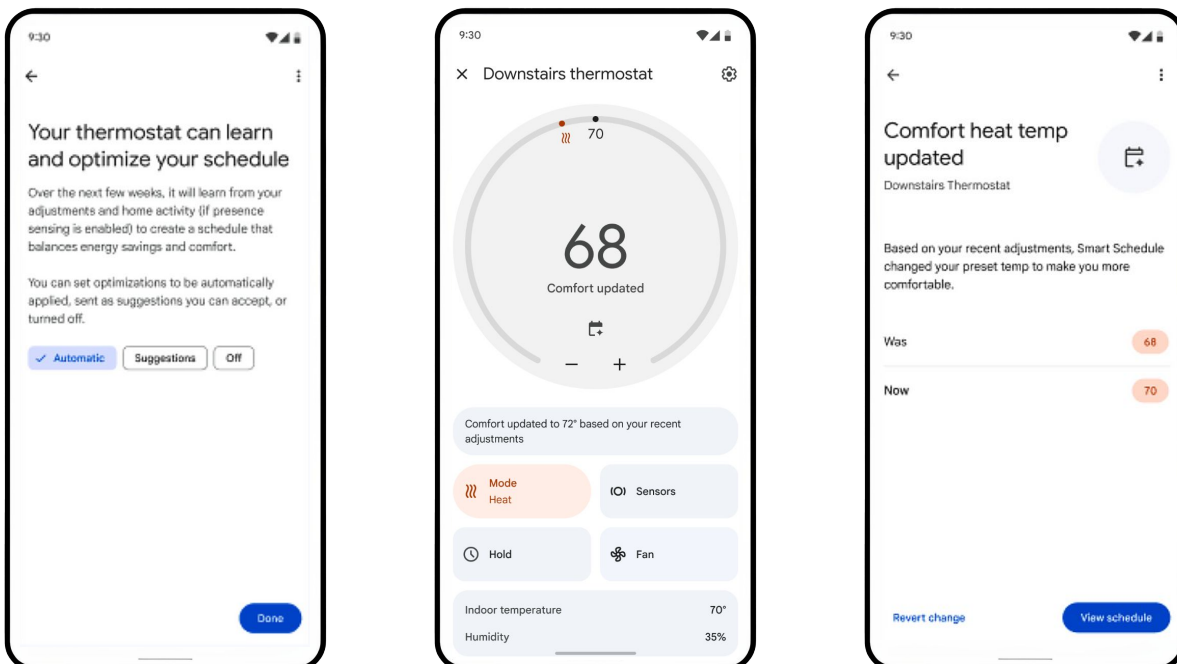 9:30
Your thermostat can learn
and optimize your schedule
Over the next few weeks, it will learn from your
adjustments and home activity (if presence
sensing is enabled) to create a schedule that
balances energy savings and comfort.
You can set optimizations to be automatically
applied, sent as suggestions you can accept, or
turned off.
Automatic
Suggestions
Off
Done
9:30
Downstairs thermostat
70
68
Comfort updated
Comfort updated to 72° based on your recent
adjustments
Mode
Heat
Sensors
Hold
Fan
Indoor temperature 70°
Humidity 35%
9:30
Comfort heat temp
updated
Downstairs Thermostat
Based on your recent adjustments, Smart Schedule
changed your preset temp to make you more
comfortable.
Was 68
Now 70
Revert change
View schedule